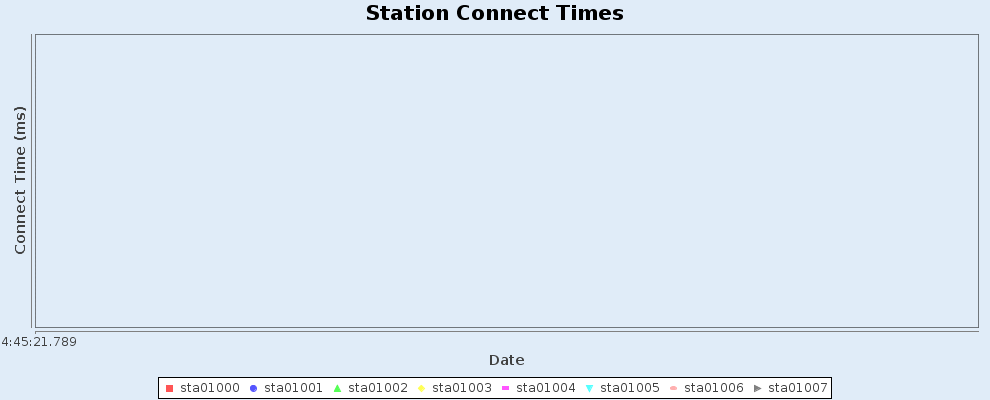 Station Connect Times
Connect Time (ms)
4:45:21.789
Date
sta01000 sta01001 sta01002 sta01003 sta01004 sta01005 sta01006 sta01007